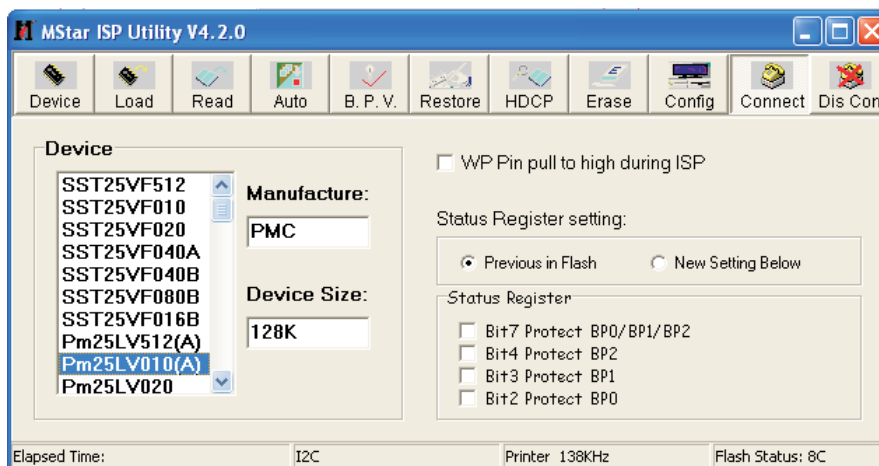 MStar ISP Utility V4.2.0
Device Load Read Auto B. P. V. Restore HDCP Erase Config Connect Dis Con
Device
SST25VF512
SST25VF010
SST25VF020
SST25VF040A
SST25VF040B
SST25VF080B
SST25VF016B
Pm25LV512(A)
Pm25LV010(A)
Pm25LV020
Manufacture:
PMC
Device Size:
128K
WP Pin pull to high during ISP
Status Register setting:
Previous in Flash New Setting Below
Status Register
Bit7 Protect BP0/BP1/BP2
Bit4 Protect BP2
Bit3 Protect BP1
Bit2 Protect BP0
Elapsed Time: I2C Printer 138KHz Flash Status: 8C